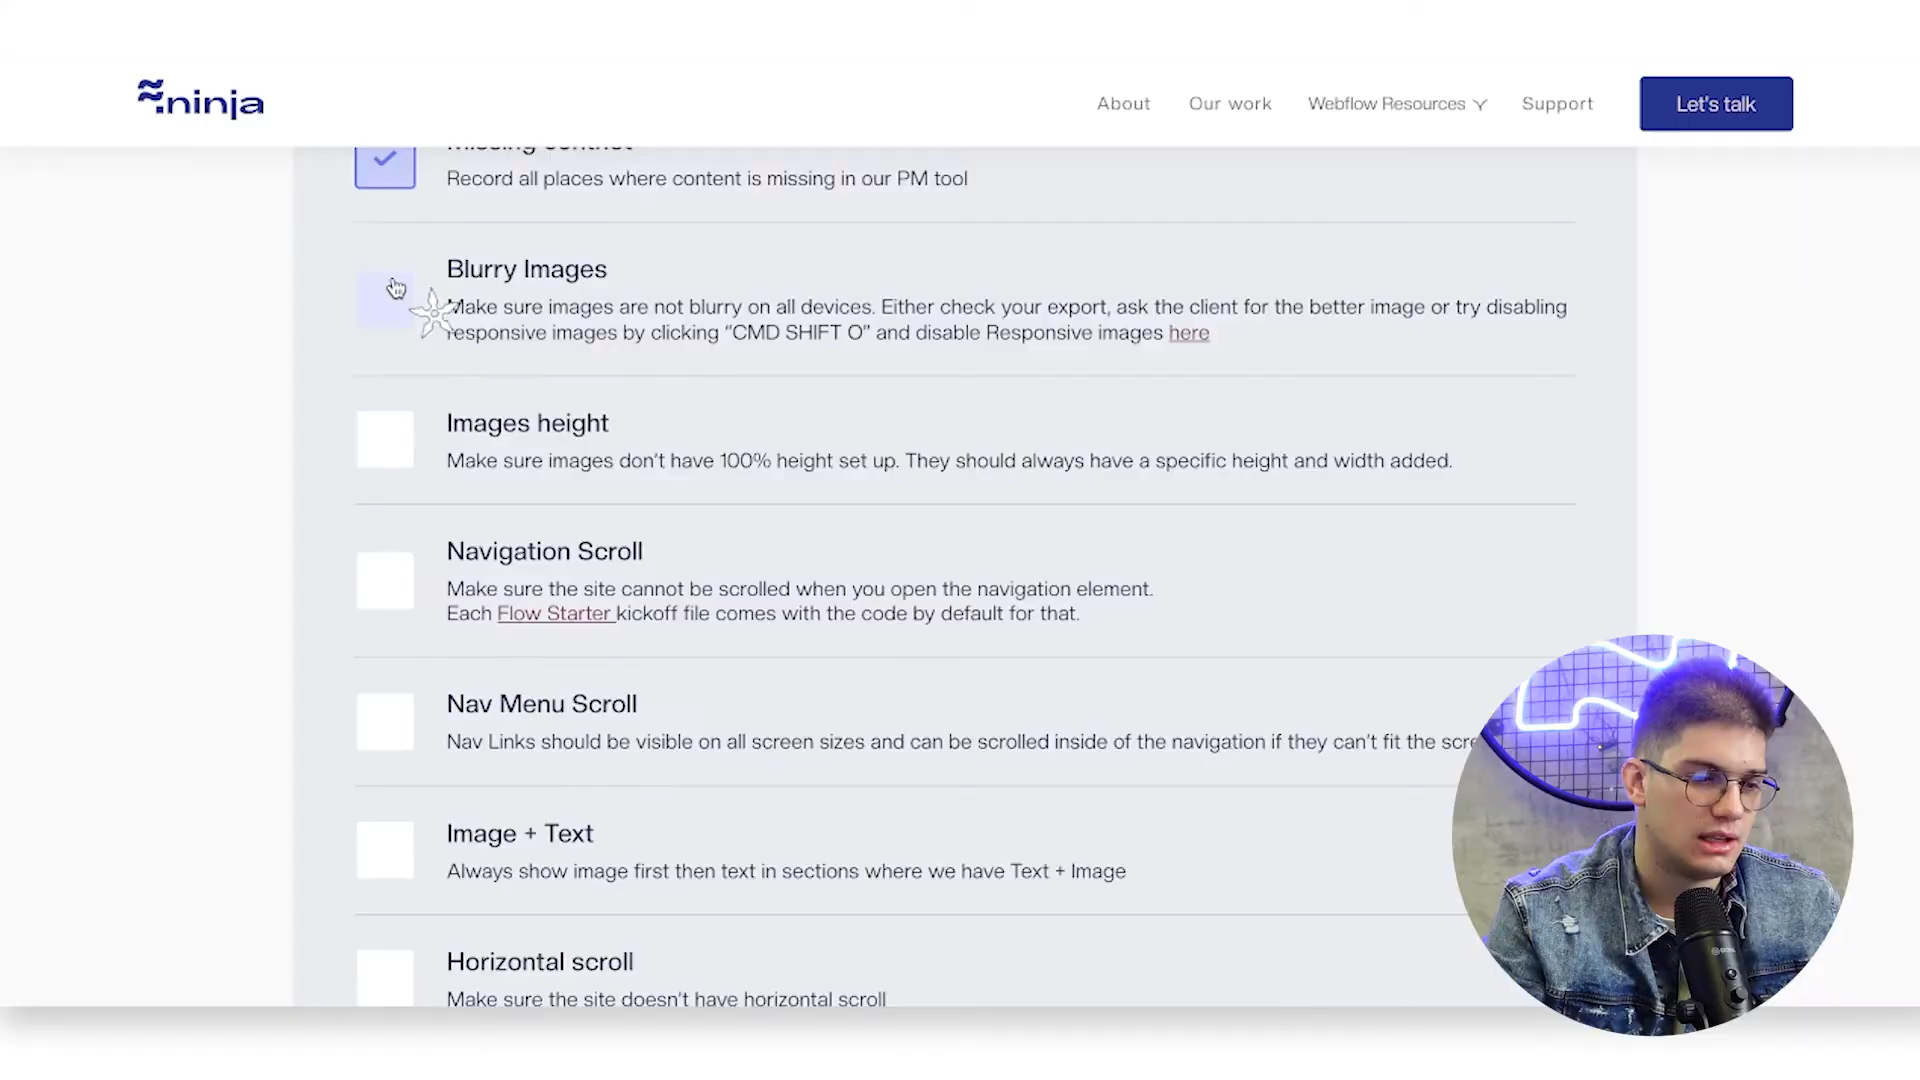 ninja
About
Our work
Webflow Resources
Support
Let's talk
Record all places where content is missing in our PM tool
Blurry Images
Make sure images are not blurry on all devices. Either check your export, ask the client for the better image or try disabling
responsive images by clicking "CMD SHIFT O" and disable Responsive images here
Images height
Make sure images don't have 100% height set up. They should always have a specific height and width added.
Navigation Scroll
Make sure the site cannot be scrolled when you open the navigation element.
Each Flow Starter kickoff file comes with the code by default for that.
Nav Menu Scroll
Nav Links should be visible on all screen sizes and can be scrolled inside of the navigation if they can't fit the
Image + Text
Always show image first then text in sections where we have Text + Image
Horizontal scroll
Make sure the site doesn't have horizontal scroll